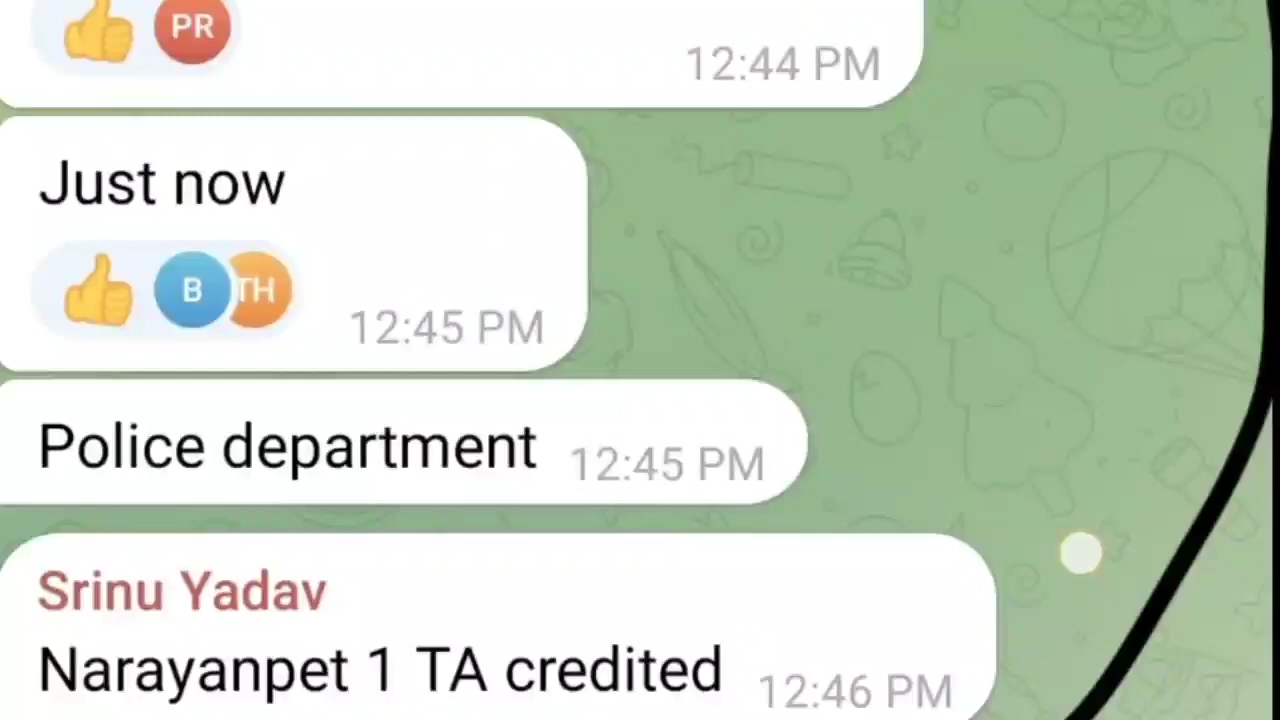 PR
12:44 PM
Just now
B TH
12:45 PM
Police department 12:45 PM
Srinu Yadav
Narayanpet 1 TA credited 12:46 PM